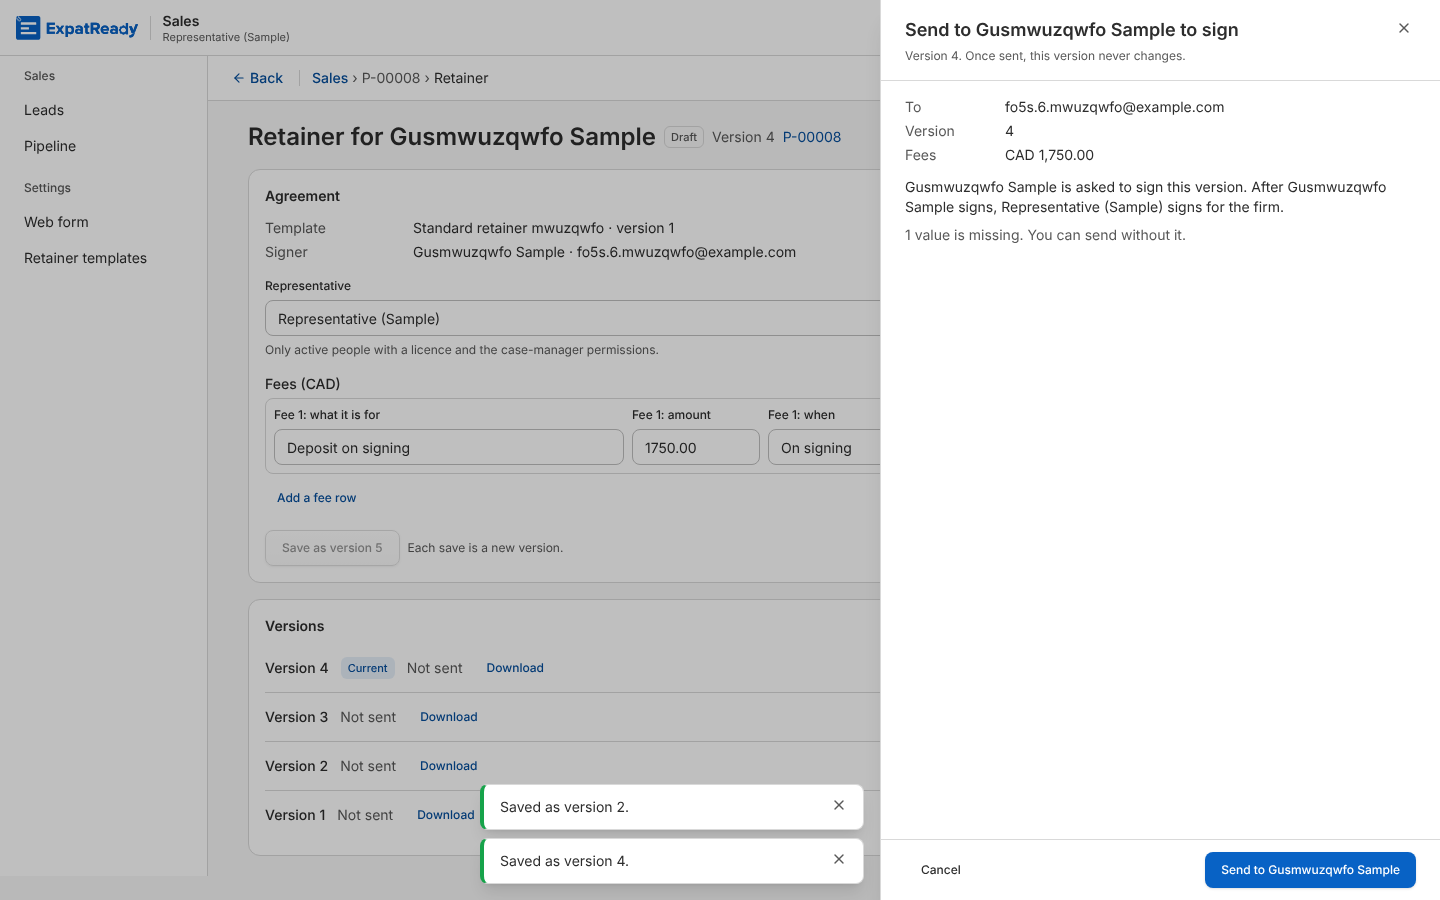 ExpatReady
Sales
Representative (Sample)
Sales
Leads
Pipeline
Settings
Web form
Retainer templates
Back
Sales › P-00008 › Retainer
Retainer for Gusmwuzqwfo Sample Draft Version 4 P-00008
Agreement
Template Standard retainer mwuzqwfo · version 1
Signer Gusmwuzqwfo Sample · fo5s.6.mwuzqwfo@example.com
Representative
Representative (Sample)
Only active people with a licence and the case-manager permissions.
Fees (CAD)
Fee 1: what it is for Fee 1: amount Fee 1: when
Deposit on signing 1750.00 On signing
Add a fee row
Save as version 5 Each save is a new version.
Versions
Version 4 Current Not sent Download
Version 3 Not sent Download
Version 2 Not sent Download
Version 1 Not sent Download
Saved as version 2.
Saved as version 4.
Send to Gusmwuzqwfo Sample to sign
Version 4. Once sent, this version never changes.
To fo5s.6.mwuzqwfo@example.com
Version 4
Fees CAD 1,750.00
Gusmwuzqwfo Sample is asked to sign this version. After Gusmwuzqwfo
Sample signs, Representative (Sample) signs for the firm.
1 value is missing. You can send without it.
Cancel Send to Gusmwuzqwfo Sample